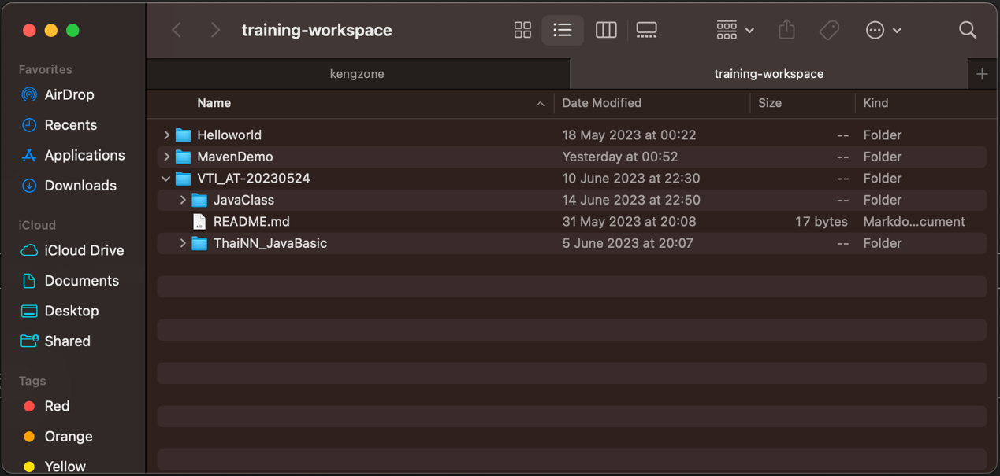 training-workspace
kengzone
training-workspace
Favorites
AirDrop
Recents
Applications
Downloads
iCloud
iCloud Drive
Documents
Desktop
Shared
Tags
Red
Orange
Yellow
Name Date Modified Size Kind
Helloworld 18 May 2023 at 00:22 -- Folder
MavenDemo Yesterday at 00:52 -- Folder
VTI_AT-20230524 10 June 2023 at 22:30 -- Folder
JavaClass 14 June 2023 at 22:50 -- Folder
README.md 31 May 2023 at 20:08 17 bytes Markdo...cument
ThaiNN_JavaBasic 5 June 2023 at 20:07 -- Folder